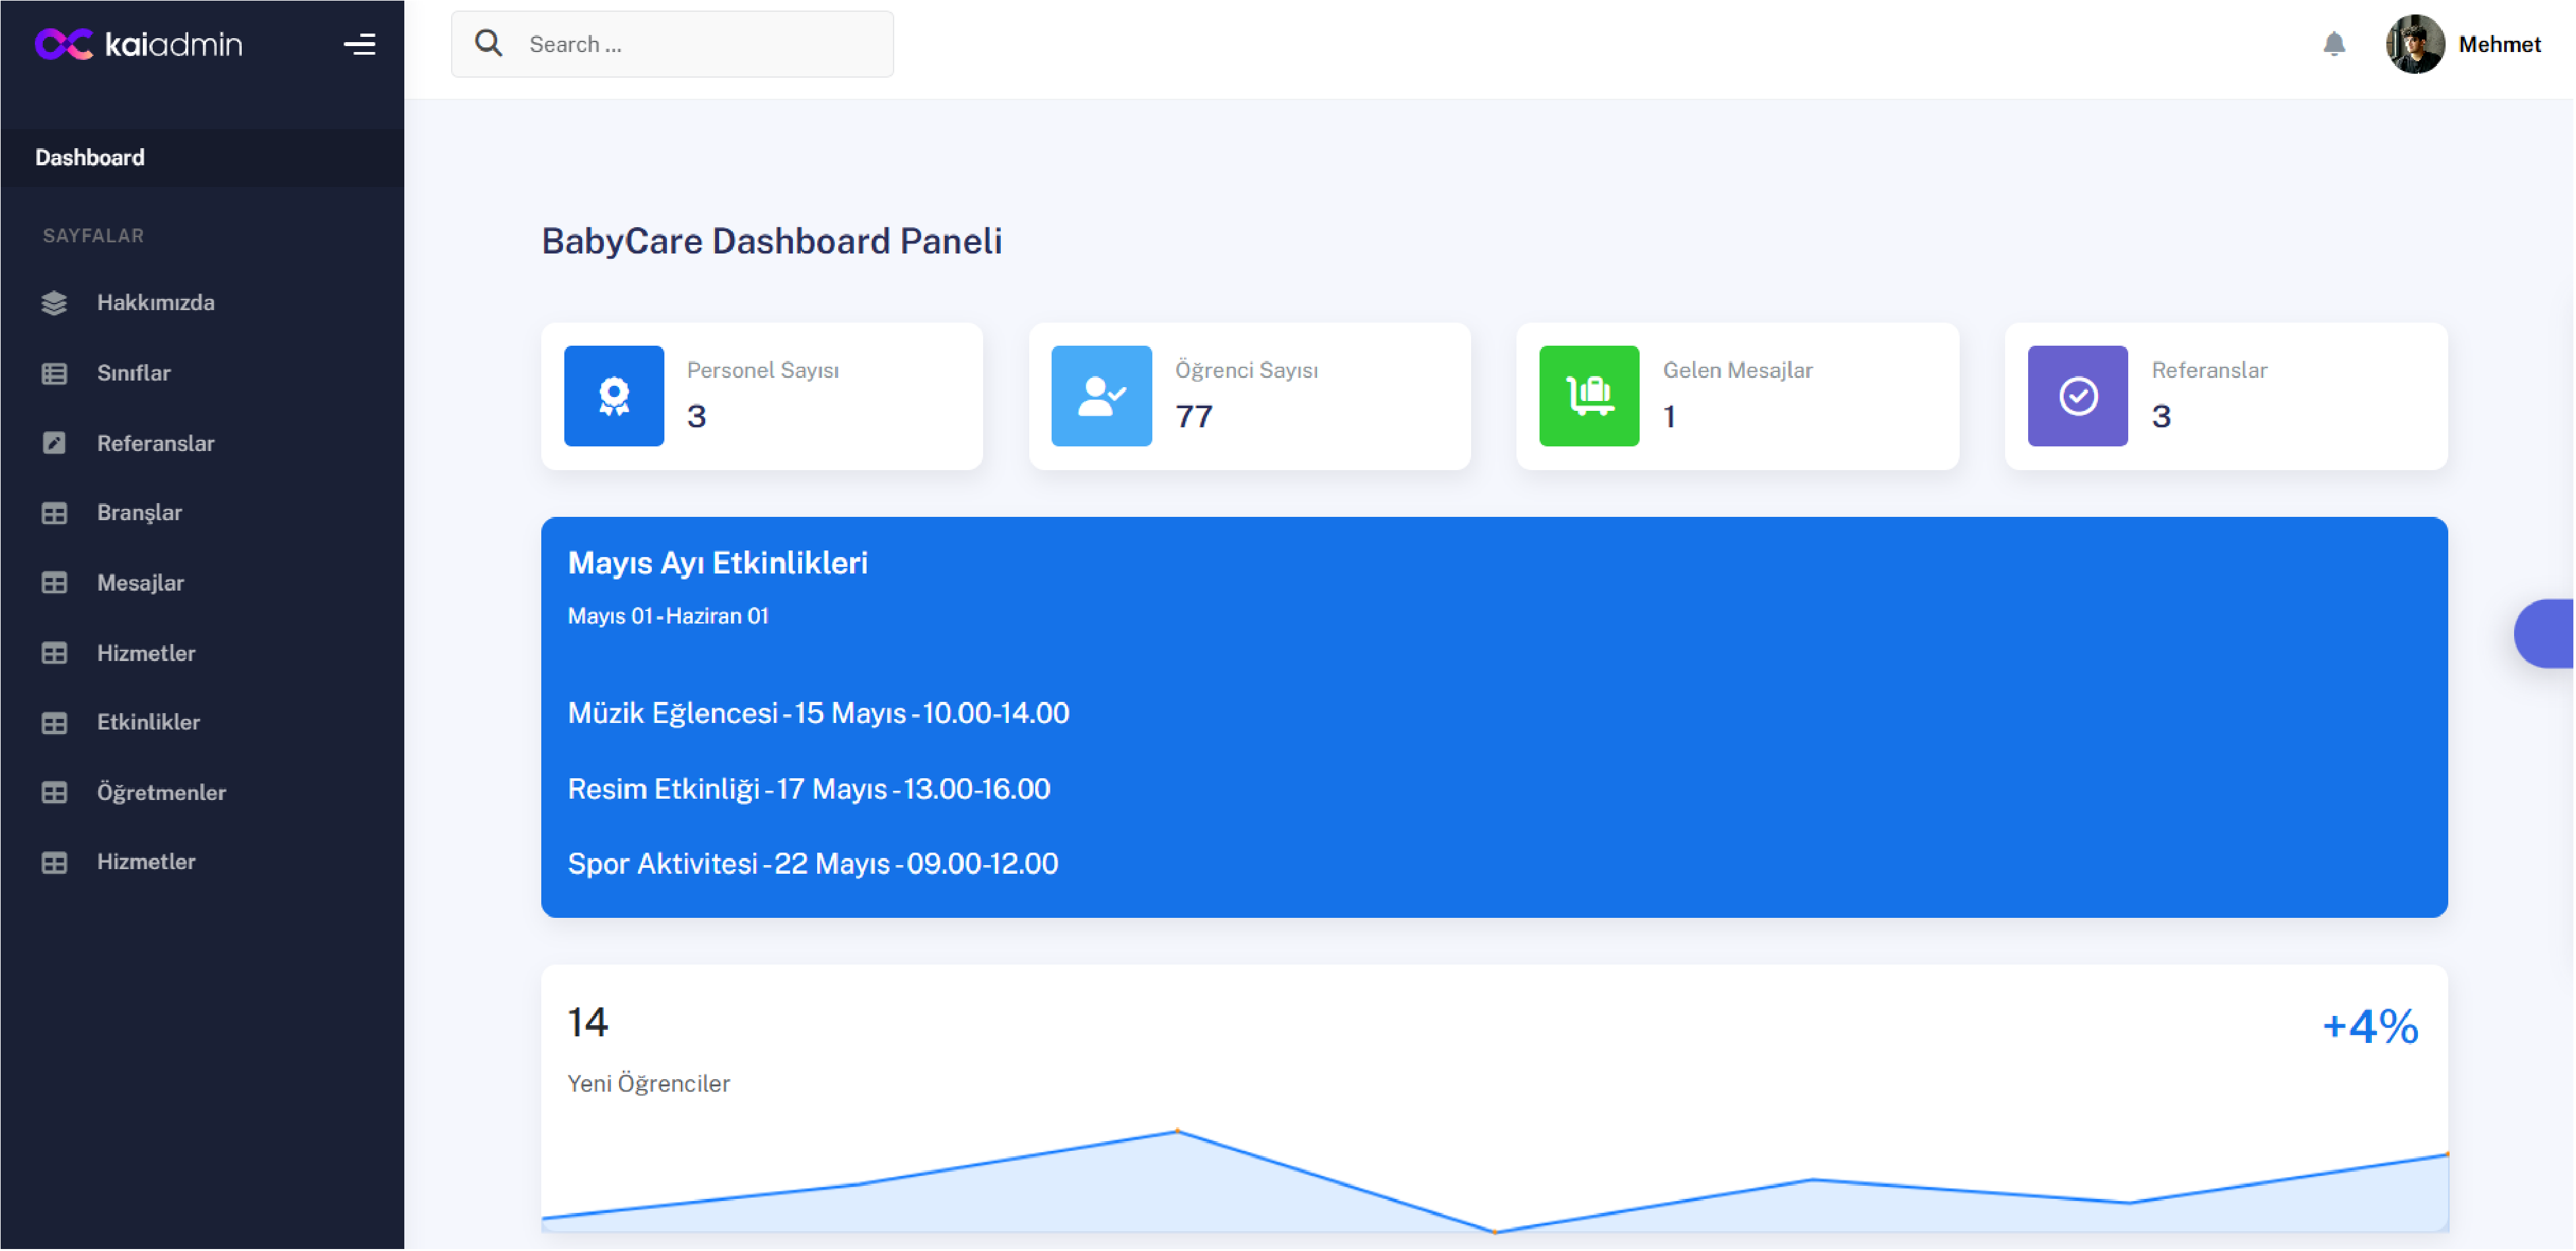 kaiadmin
Search ...
Mehmet
Dashboard
SAYFALAR
Hakkımızda
Sınıflar
Referanslar
Branşlar
Mesajlar
Hizmetler
Etkinlikler
Öğretmenler
Hizmetler
BabyCare Dashboard Paneli
Personel Sayısı
3
Öğrenci Sayısı
77
Gelen Mesajlar
1
Referanslar
3
Mayıs Ayı Etkinlikleri
Mayıs 01 - Haziran 01
Müzik Eğlencesi - 15 Mayıs - 10.00-14.00
Resim Etkinliği - 17 Mayıs - 13.00-16.00
Spor Aktivitesi - 22 Mayıs - 09.00-12.00
14
+4%
Yeni Öğrenciler